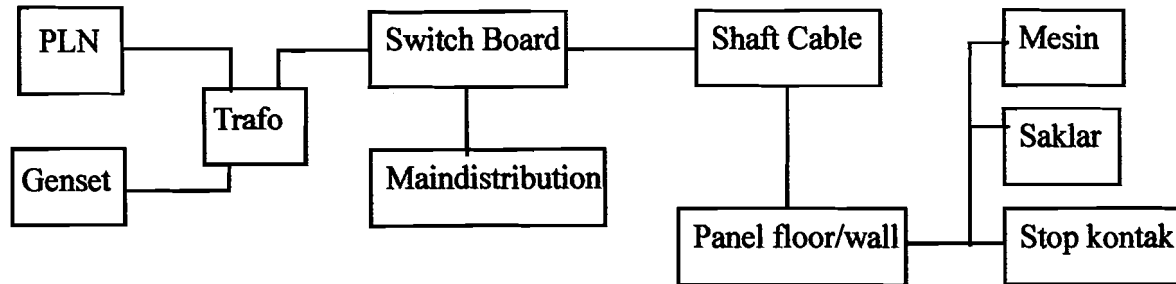 PLN
Switch Board
Shaft Cable
Mesin
Trafo
Saklar
Genset
Maindistribution
Panel floor/wall
Stop kontak